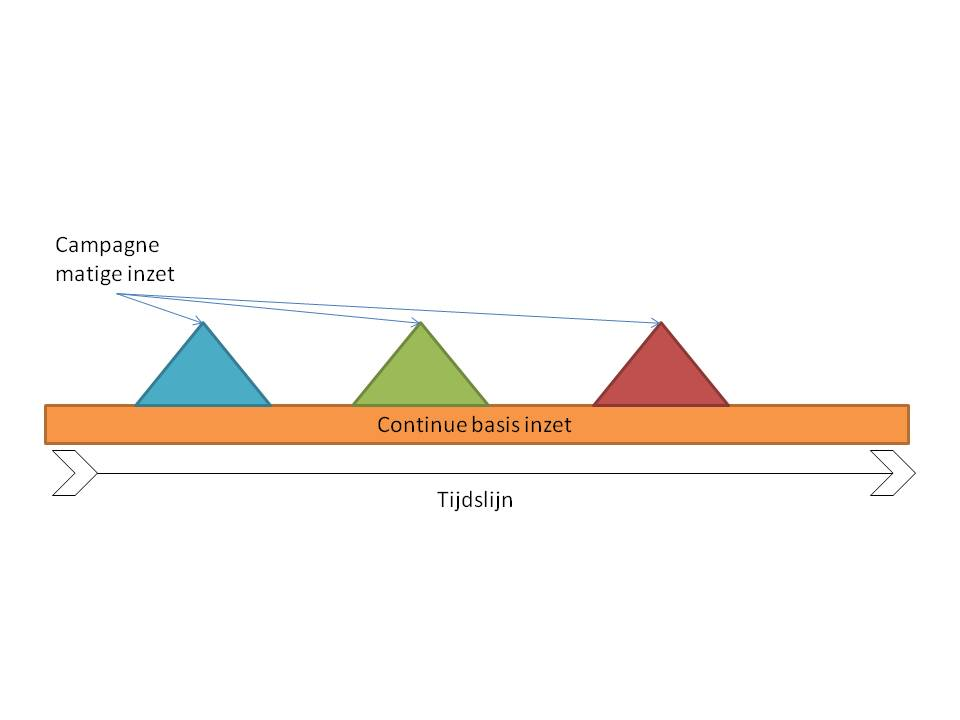 Campagne
matige inzet
Continue basis inzet
Tijdslijn